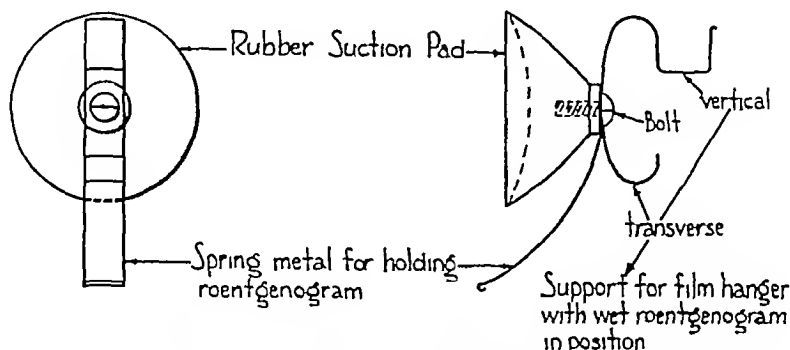 Rubber Suction Pad
vertical
Bolt
transverse
Spring metal for holding
roentgenogram
Support for film hanger
with wet roentgenogram
in position